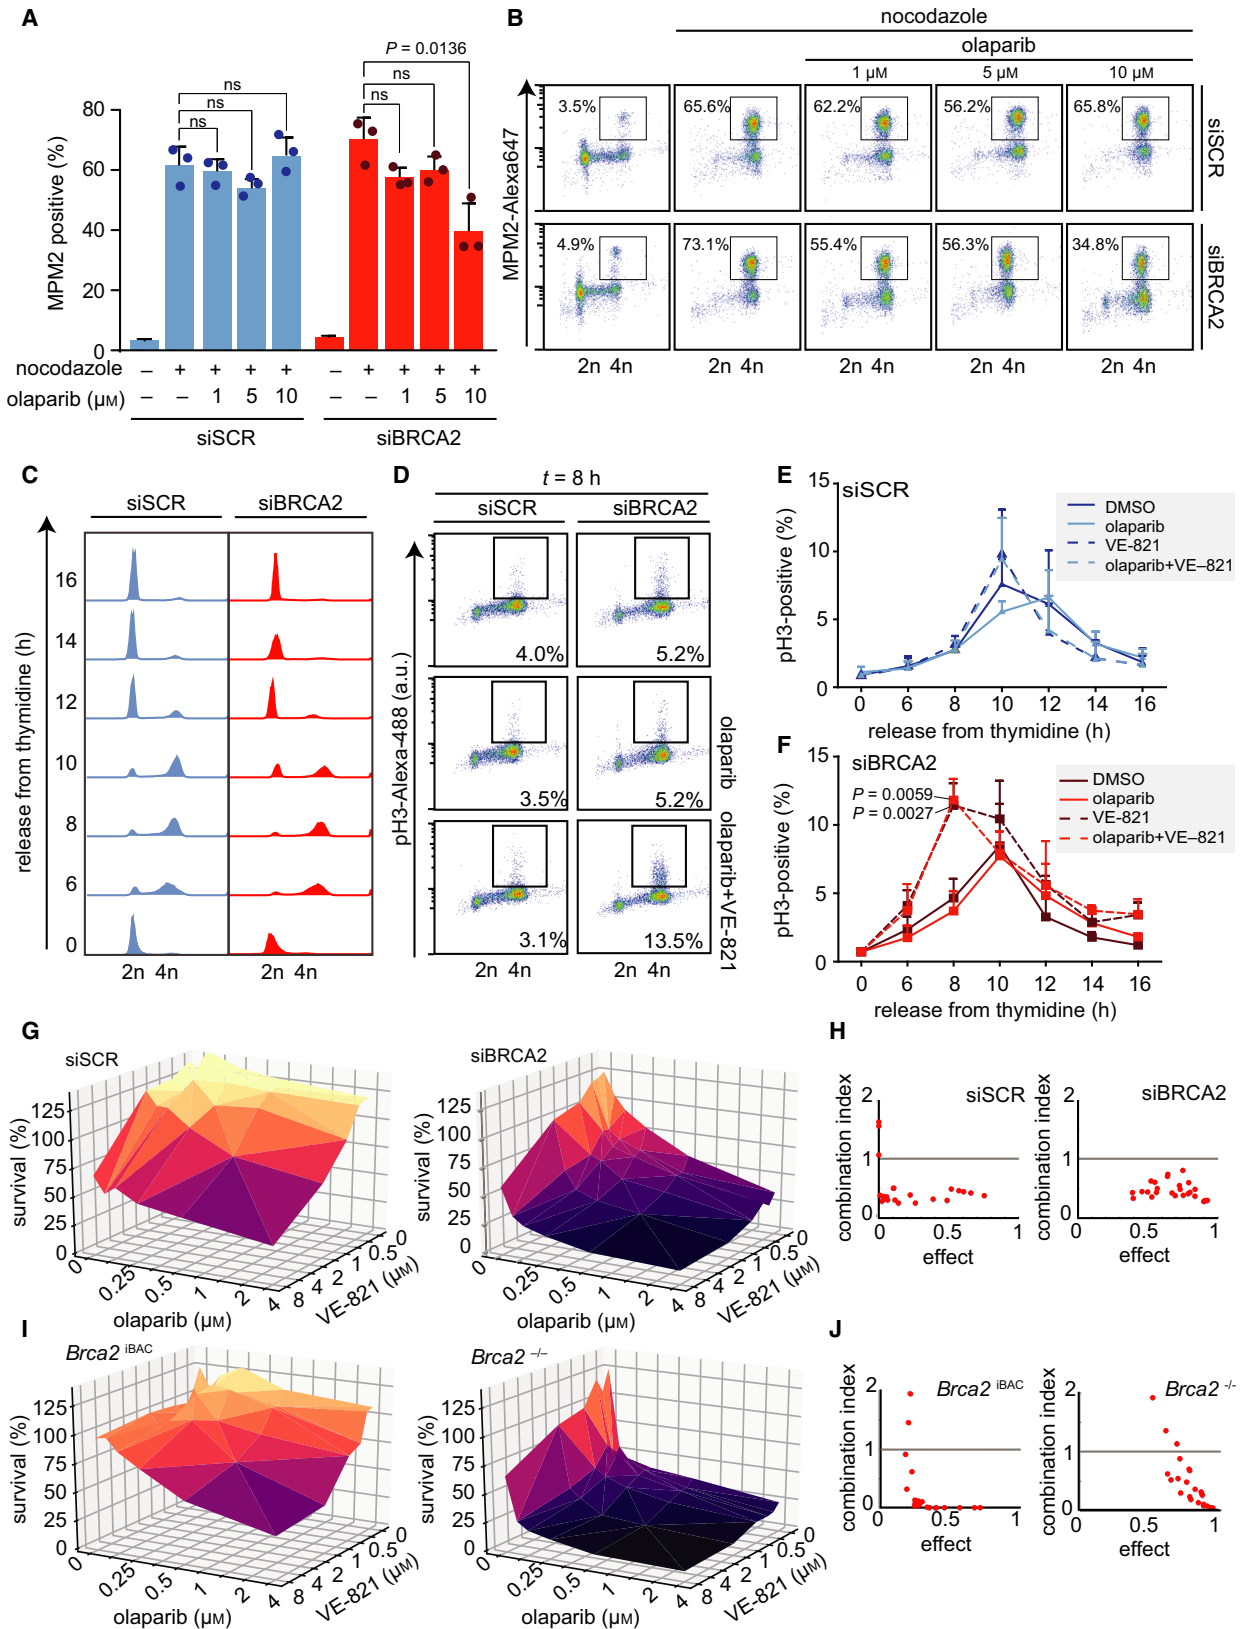 A
MPM2 positive (%)
80
60
40
20
0
ns
ns
ns
P = 0.0136
ns
ns
nocodazole – + + + + – + + + +
olaparib (µM) – – 1 5 10 – – 1 5 10
siSCR siBRCA2
B
nocodazole
olaparib
1 µM 5 µM 10 µM
MPM2-Alexa647
3.5% 65.6% 62.2% 56.2% 65.8%
siSCR
4.9% 73.1% 55.4% 56.3% 34.8%
siBRCA2
2n 4n 2n 4n 2n 4n 2n 4n 2n 4n
C
siSCR siBRCA2
release from thymidine (h)
16
14
12
10
8
6
0
2n 4n 2n 4n
D
t = 8 h
siSCR siBRCA2
pH3-Alexa-488 (a.u.)
4.0% 5.2%
3.5% 5.2%
olaparib
3.1% 13.5%
olaparib+VE-821
2n 4n 2n 4n
E
siSCR
pH3-positive (%)
15
10
5
0
DMSO
olaparib
VE-821
olaparib+VE–821
0 6 8 10 12 14 16
release from thymidine (h)
F
siBRCA2
pH3-positive (%)
15
10
5
0
P = 0.0059
P = 0.0027
DMSO
olaparib
VE-821
olaparib+VE–821
0 6 8 10 12 14 16
release from thymidine (h)
G
siSCR
survival (%)
125
100
75
50
25
0
0 0.25 0.5 1 2 4
olaparib (µM)
8 4 2 7 0.5 0
VE-821 (µM)
siBRCA2
survival (%)
125
100
75
50
25
0
0 0.25 0.5 1 2 4
olaparib (µM)
8 4 2 7 0.5 0
VE-821 (µM)
H
siSCR
combination index
2
1
0
0 1
effect
siBRCA2
combination index
2
1
0
0 1
effect
I
Brca2 iBAC
survival (%)
125
100
75
50
25
0
0 0.25 0.5 1 2 4
olaparib (µM)
8 4 2 7 0.5 0
VE-821 (µM)
Brca2 –/–
survival (%)
125
100
75
50
25
0
0 0.25 0.5 1 2 4
olaparib (µM)
8 4 2 7 0.5 0
VE-821 (µM)
J
Brca2 iBAC
combination index
2
1
0
0 1
effect
Brca2 -/-
combination index
2
1
0
0 1
effect